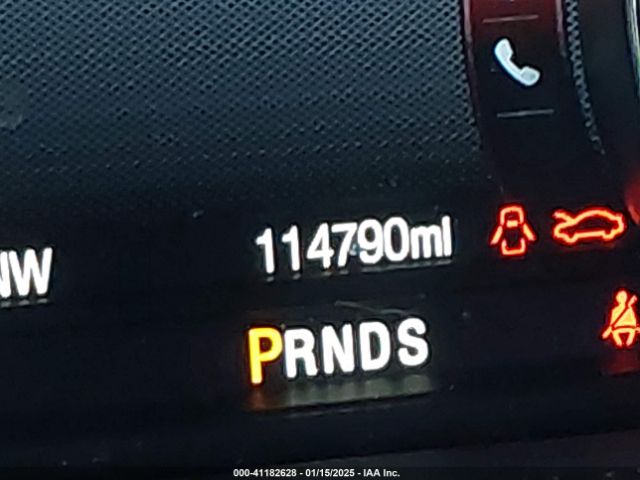 114790mi
NW
PRNDS
000-41182628 - 01/15/2025 - IAA Inc.